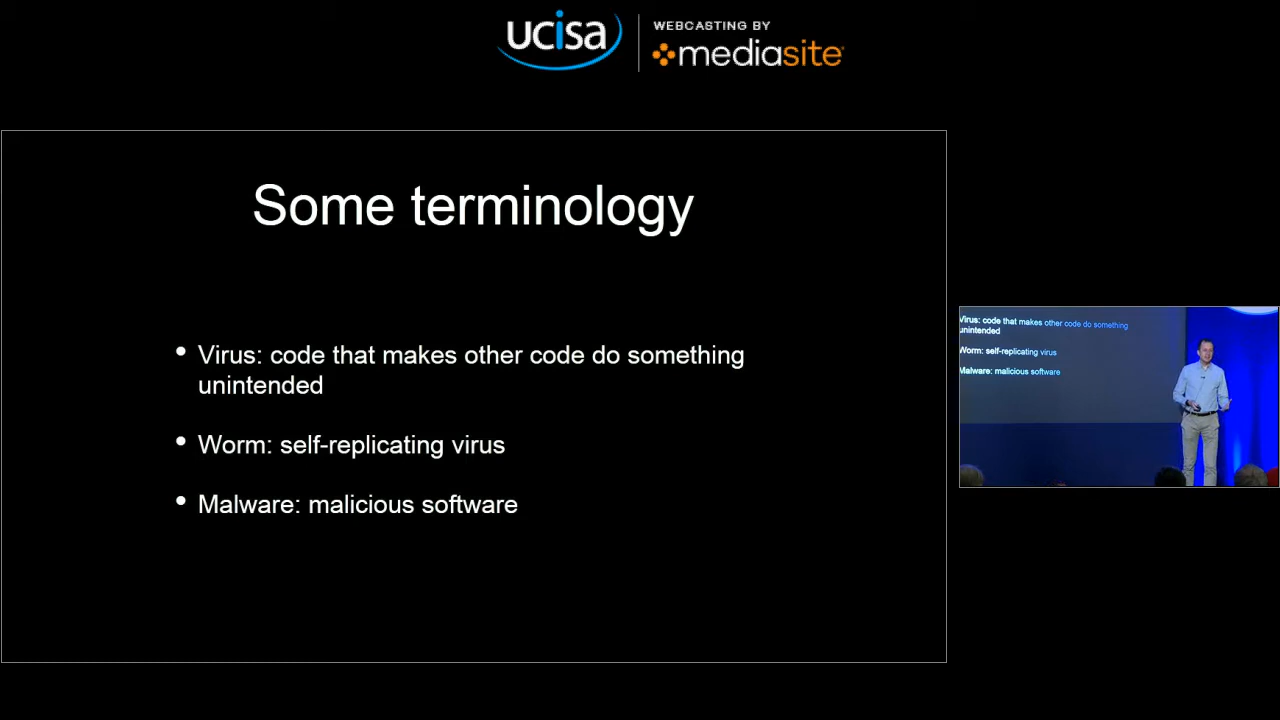 ucisa
WEBCASTING BY
mediasite
Some terminology
• Virus: code that makes other code do something
unintended
• Worm: self-replicating virus
• Malware: malicious software
Virus: code that makes other code do something
unintended
Worm: self-replicating virus
Malware: malicious software